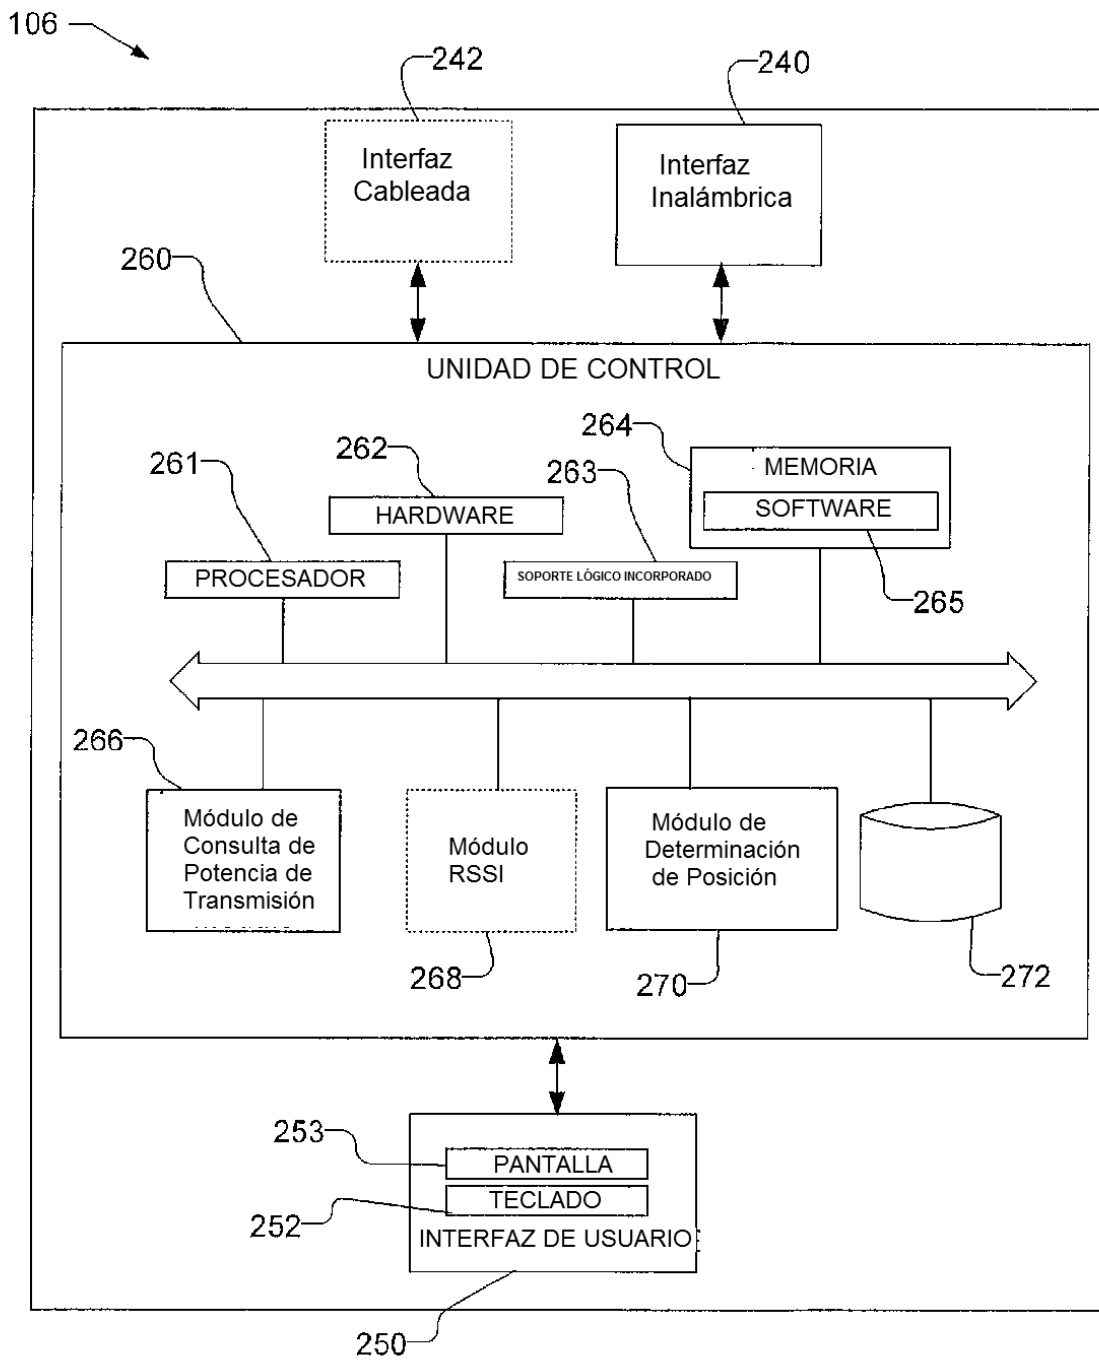 106
242
240
Interfaz
Cableada
Interfaz
Inalámbrica
260
UNIDAD DE CONTROL
264
262
263
261
MEMORIA
SOFTWARE
HARDWARE
PROCESADOR
SOPORTE LÓGICO INCORPORADO
265
266
Módulo de
Consulta de
Potencia de
Transmisión
Módulo
RSSI
Módulo de
Determinación
de Posición
268
270
272
253
PANTALLA
TECLADO
252
INTERFAZ DE USUARIO
250